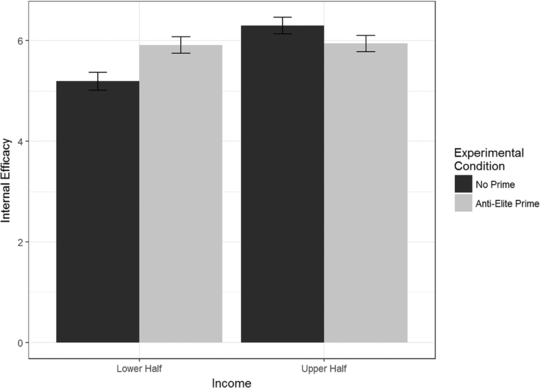 6
4
2
0
Internal Efficacy
Lower Half
Upper Half
Income
Experimental
Condition
No Prime
Anti-Elite Prime